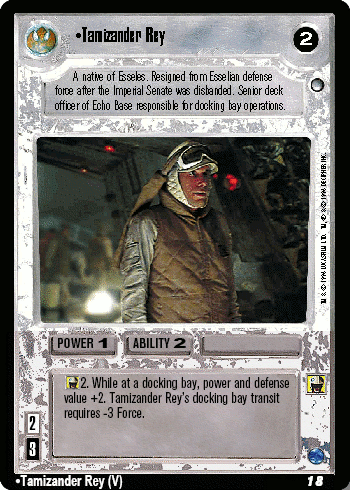 •Tamizander Rey
2
A native of Esseles. Resigned from Esselian defense
force after the Imperial Senate was disbanded. Senior deck
officer of Echo Base responsible for docking bay operations.
POWER 1 ABILITY 2
2. While at a docking bay, power and defense
value +2. Tamizander Rey's docking bay transit
requires -3 Force.
2
3
•Tamizander Rey (V)
18